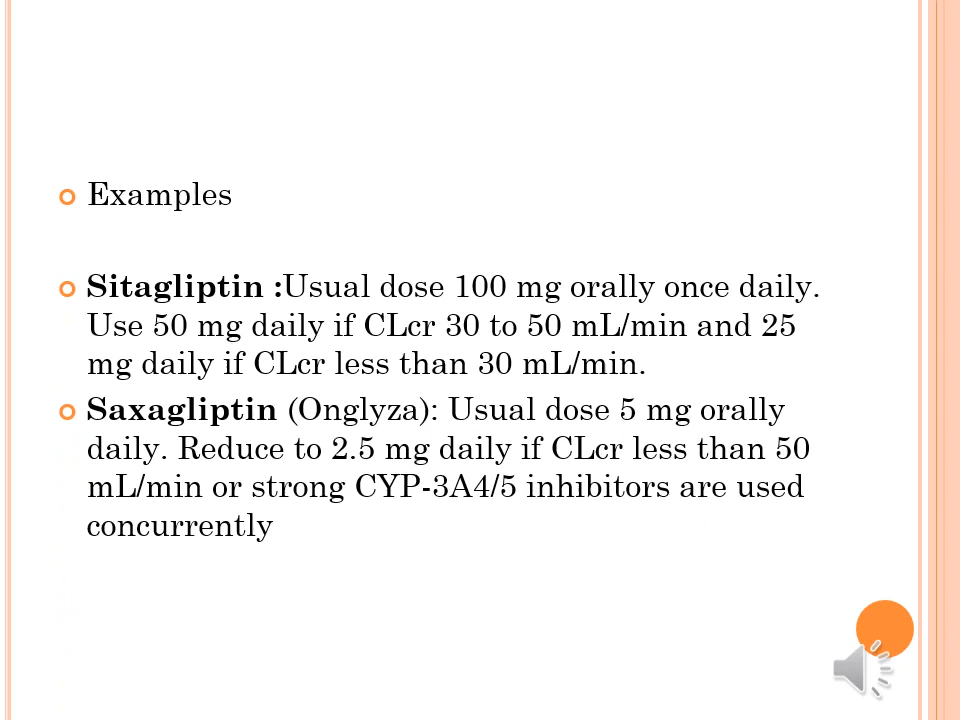 Examples
Sitagliptin :Usual dose 100 mg orally once daily.
Use 50 mg daily if CLcr 30 to 50 mL/min and 25
mg daily if CLcr less than 30 mL/min.
Saxagliptin (Onglyza): Usual dose 5 mg orally
daily. Reduce to 2.5 mg daily if CLcr less than 50
mL/min or strong CYP-3A4/5 inhibitors are used
concurrently